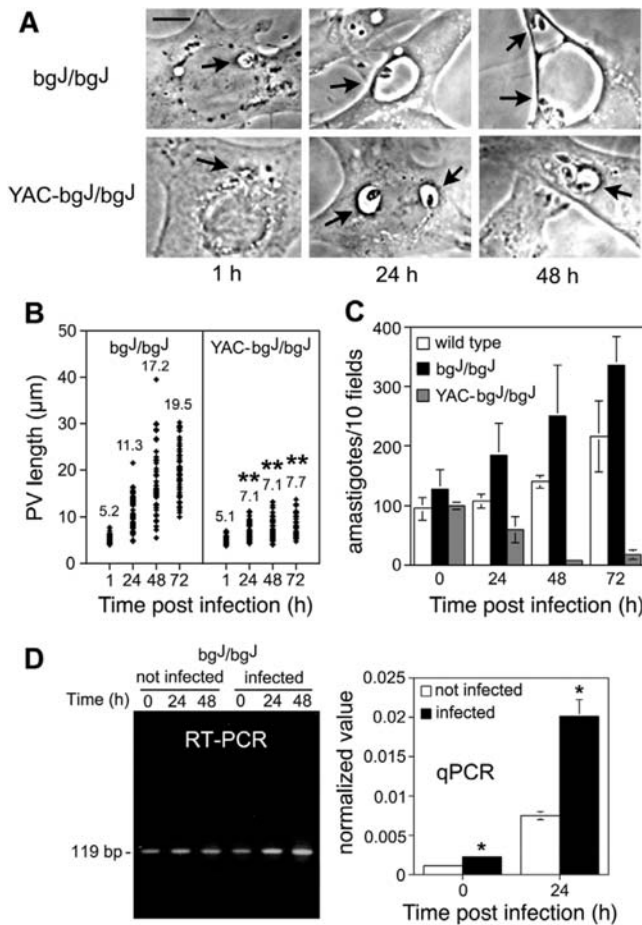 A
bgJ/bgJ
YAC-bgJ/bgJ
1 h 24 h 48 h
B
PV length (µm)
50
40
30
20
10
0
bgJ/bgJ YAC-bgJ/bgJ
5.2 11.3 17.2 19.5
5.1 7.1 7.1 7.7
** ** **
1 24 48 72 1 24 48 72
Time post infection (h)
C
amastigotes/10 fields
400
300
200
100
0
wild type
bgJ/bgJ
YAC-bgJ/bgJ
0 24 48 72
Time post infection (h)
D
bgJ/bgJ
not infected infected
Time (h) 0 24 48 0 24 48
RT-PCR
119 bp -
normalized value
0.025
0.02
0.015
0.01
0.005
0
not infected
infected
qPCR
* *
0 24
Time post infection (h)